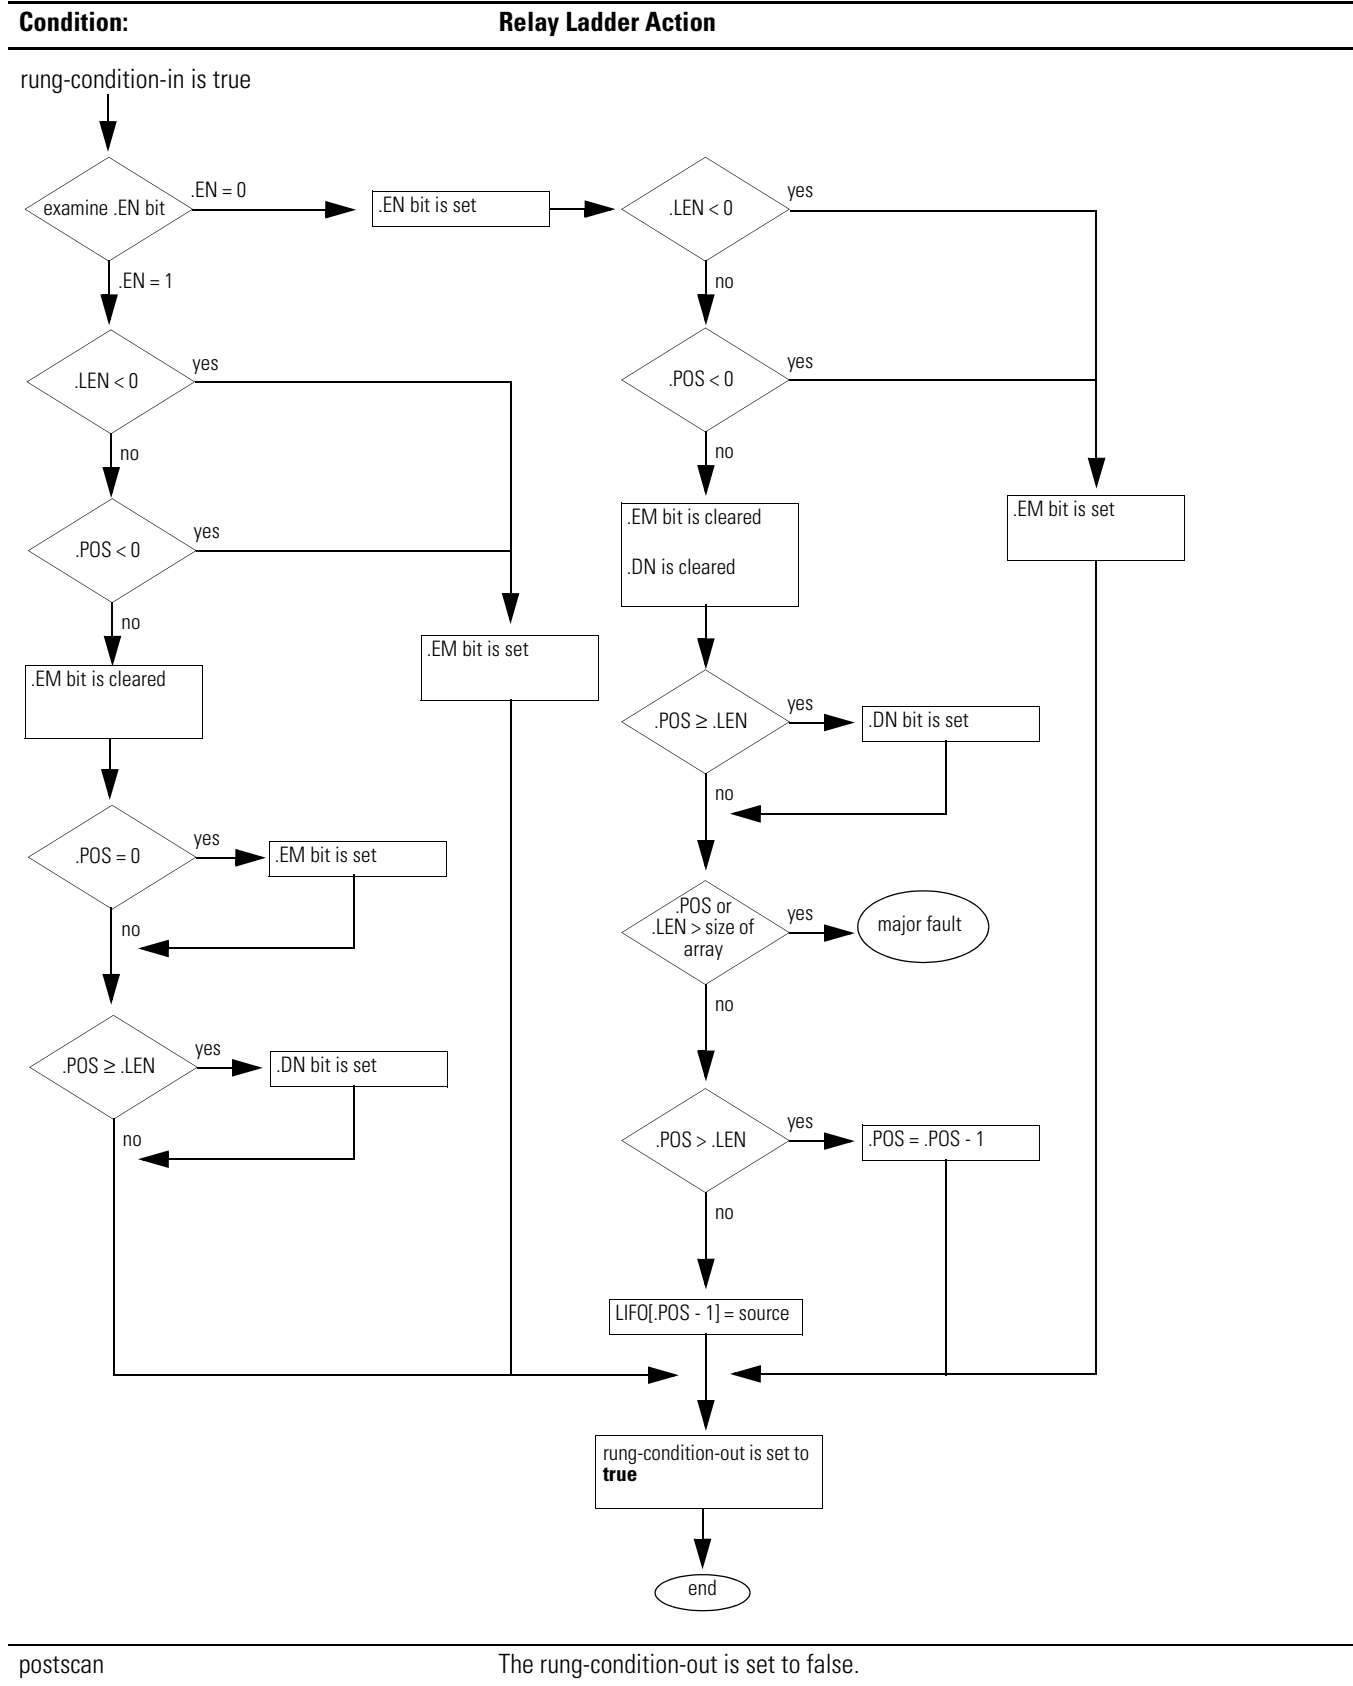 Condition:
Relay Ladder Action
rung-condition-in is true
examine .EN bit
.EN = 0
.EN bit is set
.LEN < 0
yes
.EN = 1
no
.LEN < 0
yes
.POS < 0
yes
no
no
.POS < 0
yes
.EM bit is cleared
.DN is cleared
.EM bit is set
no
.EM bit is set
.EM bit is cleared
.POS ≥ .LEN
yes
.DN bit is set
no
.POS = 0
yes
.EM bit is set
no
.POS or
.LEN > size of
array
yes
major fault
no
.POS ≥ .LEN
yes
.DN bit is set
no
.POS > .LEN
yes
.POS = .POS - 1
no
LIFO[.POS - 1] = source
rung-condition-out is set to
true
end
postscan
The rung-condition-out is set to false.